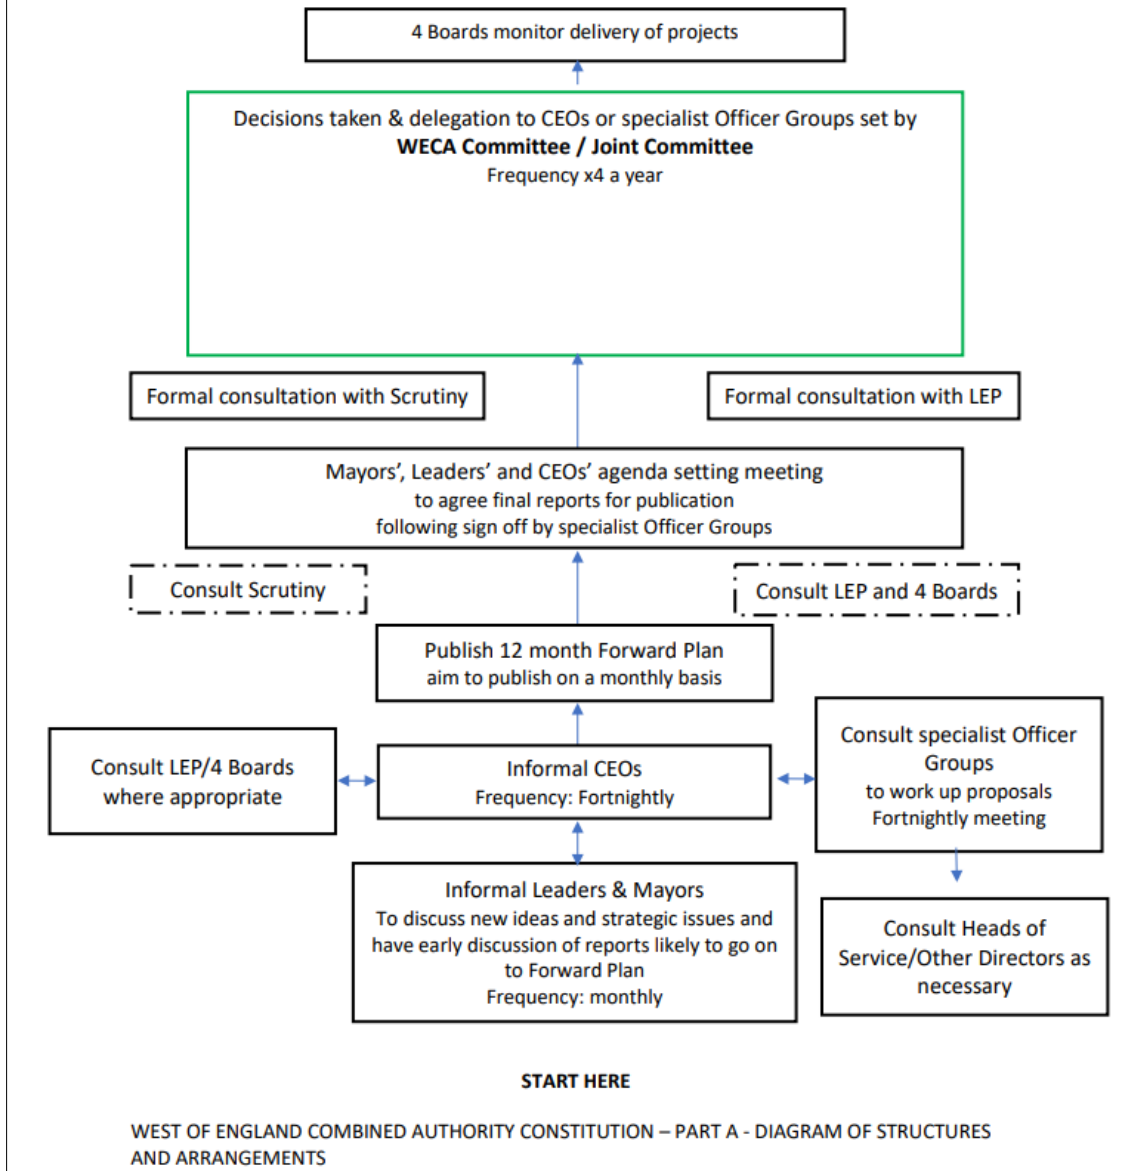 4 Boards monitor delivery of projects
Decisions taken & delegation to CEOs or specialist Officer Groups set by
WECA Committee / Joint Committee
Frequency x4 a year
Formal consultation with Scrutiny
Formal consultation with LEP
Mayors’, Leaders’ and CEOs’ agenda setting meeting
to agree final reports for publication
following sign off by specialist Officer Groups
Consult Scrutiny
Consult LEP and 4 Boards
Publish 12 month Forward Plan
aim to publish on a monthly basis
Consult LEP/4 Boards
where appropriate
Informal CEOs
Frequency: Fortnightly
Consult specialist Officer
Groups
to work up proposals
Fortnightly meeting
Informal Leaders & Mayors
To discuss new ideas and strategic issues and
have early discussion of reports likely to go on
to Forward Plan
Frequency: monthly
Consult Heads of
Service/Other Directors as
necessary
START HERE
WEST OF ENGLAND COMBINED AUTHORITY CONSTITUTION – PART A - DIAGRAM OF STRUCTURES
AND ARRANGEMENTS